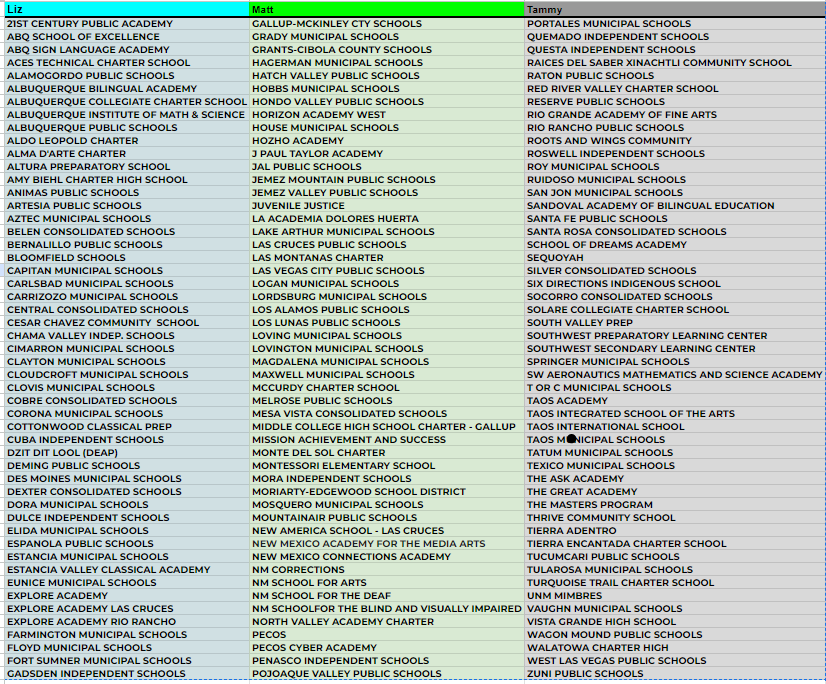 Liz Matt Tammy
21ST CENTURY PUBLIC ACADEMY GALLUP-MCKINLEY CTY SCHOOLS PORTALES MUNICIPAL SCHOOLS
ABQ SCHOOL OF EXCELLENCE GRADY MUNICIPAL SCHOOLS QUEMADO INDEPENDENT SCHOOLS
ABQ SIGN LANGUAGE ACADEMY GRANTS-CIBOLA COUNTY SCHOOLS QUESTA INDEPENDENT SCHOOLS
ACES TECHNICAL CHARTER SCHOOL HAGERMAN MUNICIPAL SCHOOLS RAICES DEL SABER XINACHTLI COMMUNITY SCHOOL
ALAMOGORDO PUBLIC SCHOOLS HATCH VALLEY PUBLIC SCHOOLS RATON PUBLIC SCHOOLS
ALBUQUERQUE BILINGUAL ACADEMY HOBBS MUNICIPAL SCHOOLS RED RIVER VALLEY CHARTER SCHOOL
ALBUQUERQUE COLLEGIATE CHARTER SCHOOL HONDO VALLEY PUBLIC SCHOOLS RESERVE PUBLIC SCHOOLS
ALBUQUERQUE INSTITUTE OF MATH & SCIENCE HORIZON ACADEMY WEST RIO GRANDE ACADEMY OF FINE ARTS
ALBUQUERQUE PUBLIC SCHOOLS HOUSE MUNICIPAL SCHOOLS RIO RANCHO PUBLIC SCHOOLS
ALDO LEOPOLD CHARTER HOZHO ACADEMY ROOTS AND WINGS COMMUNITY
ALMA D'ARTE CHARTER J PAUL TAYLOR ACADEMY ROSWELL INDEPENDENT SCHOOLS
ALTURA PREPARATORY SCHOOL JAL PUBLIC SCHOOLS ROY MUNICIPAL SCHOOLS
AMY BIEHL CHARTER HIGH SCHOOL JEMEZ MOUNTAIN PUBLIC SCHOOLS RUIDOSO MUNICIPAL SCHOOLS
ANIMAS PUBLIC SCHOOLS JEMEZ VALLEY PUBLIC SCHOOLS SAN JON MUNICIPAL SCHOOLS
ARTESIA PUBLIC SCHOOLS JUVENILE JUSTICE SANDOVAL ACADEMY OF BILINGUAL EDUCATION
AZTEC MUNICIPAL SCHOOLS LA ACADEMIA DOLORES HUERTA SANTA FE PUBLIC SCHOOLS
BELEN CONSOLIDATED SCHOOLS LAKE ARTHUR MUNICIPAL SCHOOLS SANTA ROSA CONSOLIDATED SCHOOLS
BERNALILLO PUBLIC SCHOOLS LAS CRUCES PUBLIC SCHOOLS SCHOOL OF DREAMS ACADEMY
BLOOMFIELD SCHOOLS LAS MONTANAS CHARTER SEQUOYAH
CAPITAN MUNICIPAL SCHOOLS LAS VEGAS CITY PUBLIC SCHOOLS SILVER CONSOLIDATED SCHOOLS
CARLSBAD MUNICIPAL SCHOOLS LOGAN MUNICIPAL SCHOOLS SIX DIRECTIONS INDIGENOUS SCHOOL
CARRIZOZO MUNICIPAL SCHOOLS LORDSBURG MUNICIPAL SCHOOLS SOCORRO CONSOLIDATED SCHOOLS
CENTRAL CONSOLIDATED SCHOOLS LOS ALAMOS PUBLIC SCHOOLS SOLARE COLLEGIATE CHARTER SCHOOL
CESAR CHAVEZ COMMUNITY SCHOOL LOS LUNAS PUBLIC SCHOOLS SOUTH VALLEY PREP
CHAMA VALLEY INDEP. SCHOOLS LOVING MUNICIPAL SCHOOLS SOUTHWEST PREPARATORY LEARNING CENTER
CIMARRON MUNICIPAL SCHOOLS LOVINGTON MUNICIPAL SCHOOLS SOUTHWEST SECONDARY LEARNING CENTER
CLAYTON MUNICIPAL SCHOOLS MAGDALENA MUNICIPAL SCHOOLS SPRINGER MUNICIPAL SCHOOLS
CLOUDCROFT MUNICIPAL SCHOOLS MAXWELL MUNICIPAL SCHOOLS SW AERONAUTICS MATHEMATICS AND SCIENCE ACADEMY
CLOVIS MUNICIPAL SCHOOLS MCCURDY CHARTER SCHOOL T OR C MUNICIPAL SCHOOLS
COBRE CONSOLIDATED SCHOOLS MELROSE PUBLIC SCHOOLS TAOS ACADEMY
CORONA MUNICIPAL SCHOOLS MESA VISTA CONSOLIDATED SCHOOLS TAOS INTEGRATED SCHOOL OF THE ARTS
COTTONWOOD CLASSICAL PREP MIDDLE COLLEGE HIGH SCHOOL CHARTER - GALLUP TAOS INTERNATIONAL SCHOOL
CUBA INDEPENDENT SCHOOLS MISSION ACHIEVEMENT AND SUCCESS TAOS MUNICIPAL SCHOOLS
DZIT DIT LOOL (DEAP) MONTE DEL SOL CHARTER TATUM MUNICIPAL SCHOOLS
DEMING PUBLIC SCHOOLS MONTESSORI ELEMENTARY SCHOOL TEXICO MUNICIPAL SCHOOLS
DES MOINES MUNICIPAL SCHOOLS MORA INDEPENDENT SCHOOLS THE ASK ACADEMY
DEXTER CONSOLIDATED SCHOOLS MORIARTY-EDGEWOOD SCHOOL DISTRICT THE GREAT ACADEMY
DORA MUNICIPAL SCHOOLS MOSQUERO MUNICIPAL SCHOOLS THE MASTERS PROGRAM
DULCE INDEPENDENT SCHOOLS MOUNTAINAIR PUBLIC SCHOOLS THRIVE COMMUNITY SCHOOL
ELIDA MUNICIPAL SCHOOLS NEW AMERICA SCHOOL - LAS CRUCES TIERRA ADENTRO
ESPANOLA PUBLIC SCHOOLS NEW MEXICO ACADEMY FOR THE MEDIA ARTS TIERRA ENCANTADA CHARTER SCHOOL
ESTANCIA MUNICIPAL SCHOOLS NEW MEXICO CONNECTIONS ACADEMY TUCUMCARI PUBLIC SCHOOLS
ESTANCIA VALLEY CLASSICAL ACADEMY NM CORRECTIONS TULAROSA MUNICIPAL SCHOOLS
EUNICE MUNICIPAL SCHOOLS NM SCHOOL FOR ARTS TURQUOISE TRAIL CHARTER SCHOOL
EXPLORE ACADEMY NM SCHOOL FOR THE DEAF UNM MIMBRES
EXPLORE ACADEMY LAS CRUCES NM SCHOOLFOR THE BLIND AND VISUALLY IMPAIRED VAUGHN MUNICIPAL SCHOOLS
EXPLORE ACADEMY RIO RANCHO NORTH VALLEY ACADEMY CHARTER VISTA GRANDE HIGH SCHOOL
FARMINGTON MUNICIPAL SCHOOLS PECOS WAGON MOUND PUBLIC SCHOOLS
FLOYD MUNICIPAL SCHOOLS PECOS CYBER ACADEMY WALATOWA CHARTER HIGH
FORT SUMNER MUNICIPAL SCHOOLS PENASCO INDEPENDENT SCHOOLS WEST LAS VEGAS PUBLIC SCHOOLS
GADSDEN INDEPENDENT SCHOOLS POJOAQUE VALLEY PUBLIC SCHOOLS ZUNI PUBLIC SCHOOLS